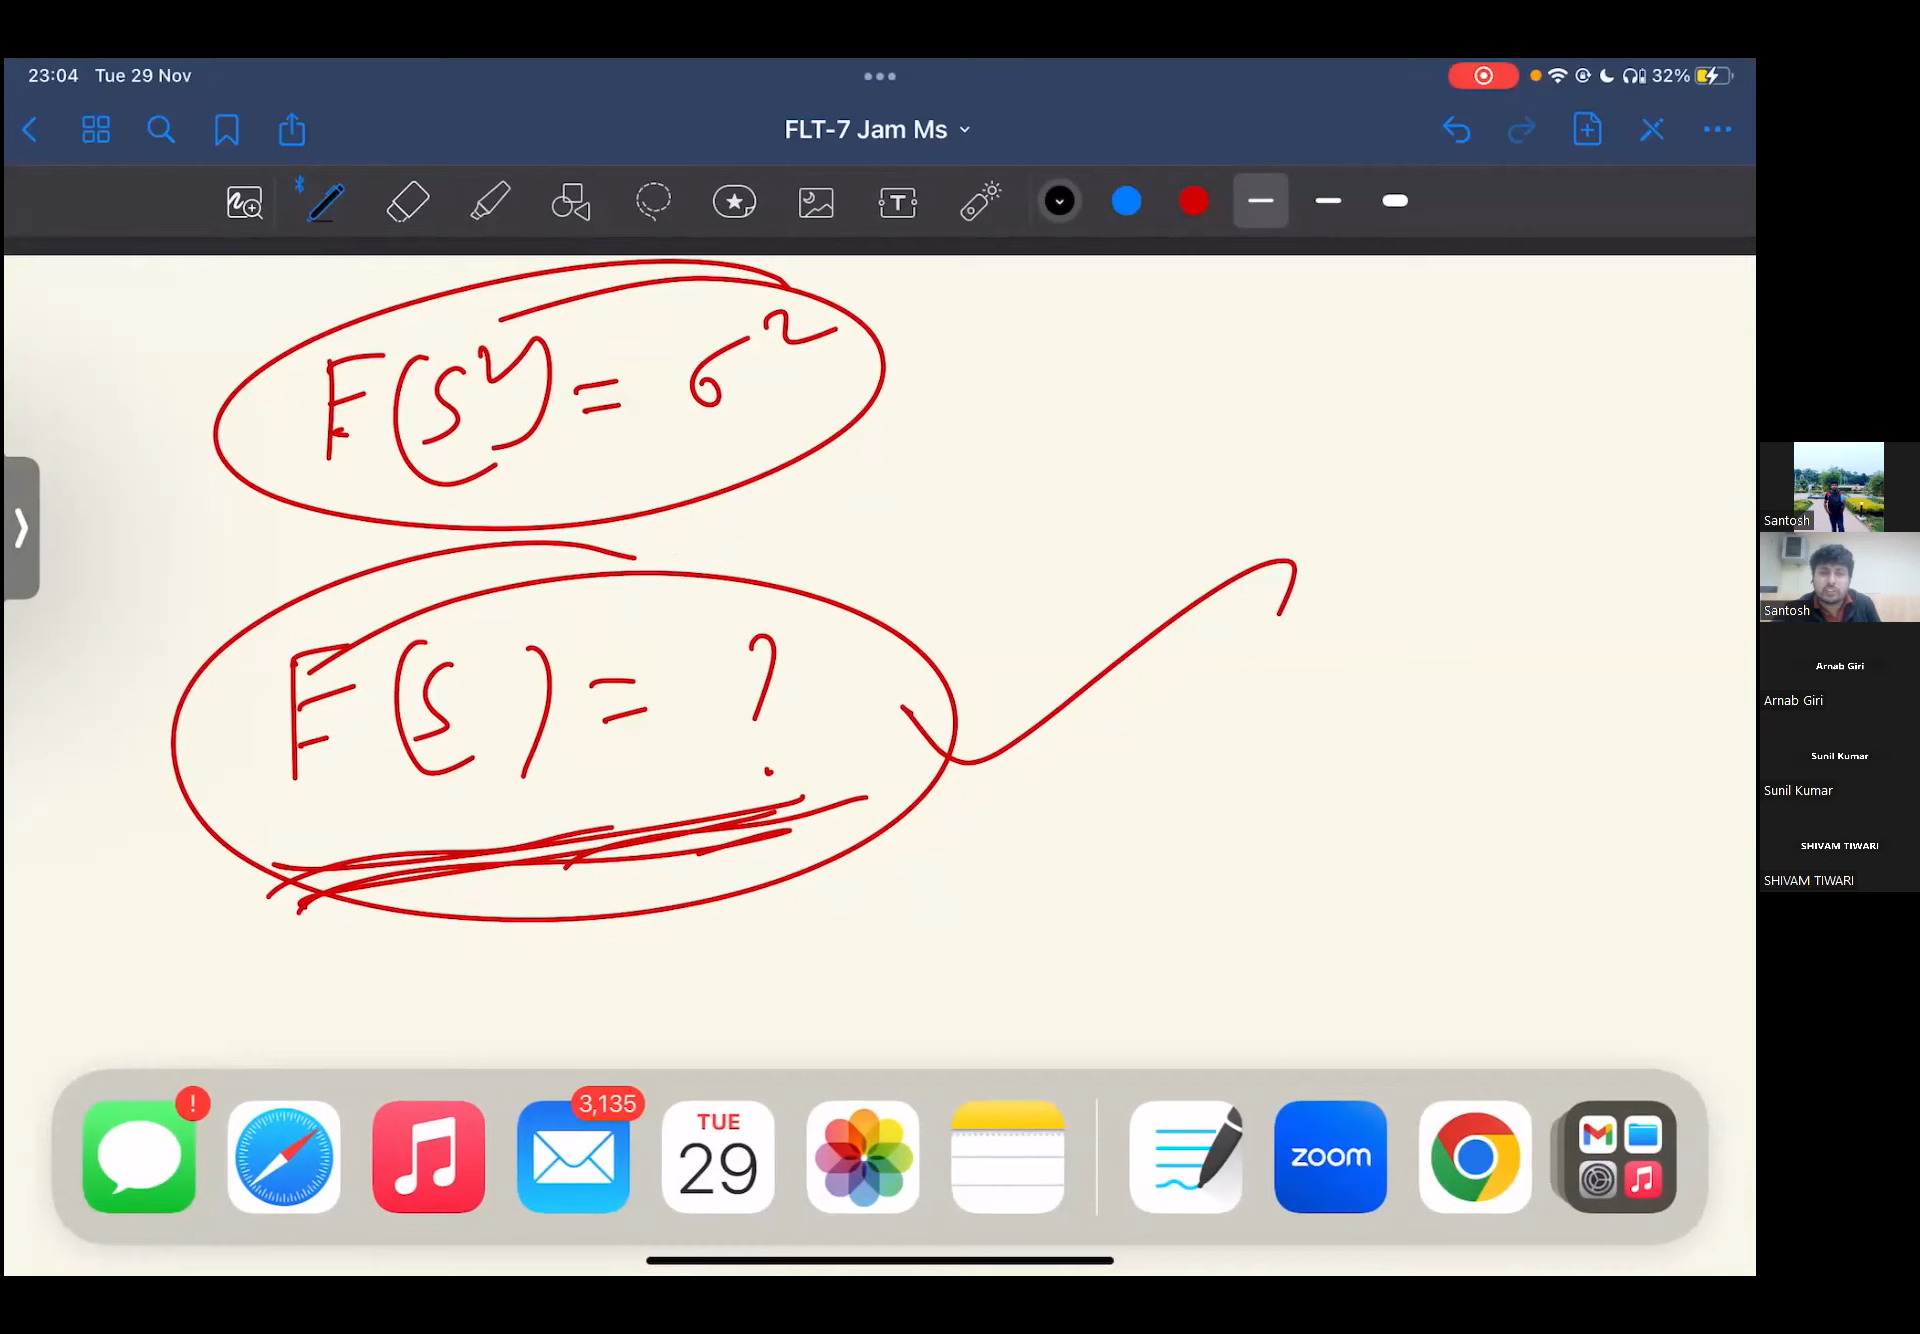 23:04 Tue 29 Nov
32%
FLT-7 Jam Ms
T
E(S²) = σ²
E(S) = ?
Santosh
Santosh
Arnab Giri
Arnab Giri
Sunil Kumar
Sunil Kumar
SHIVAM TIWARI
SHIVAM TIWARI
!
3,135
TUE
29
zoom
M